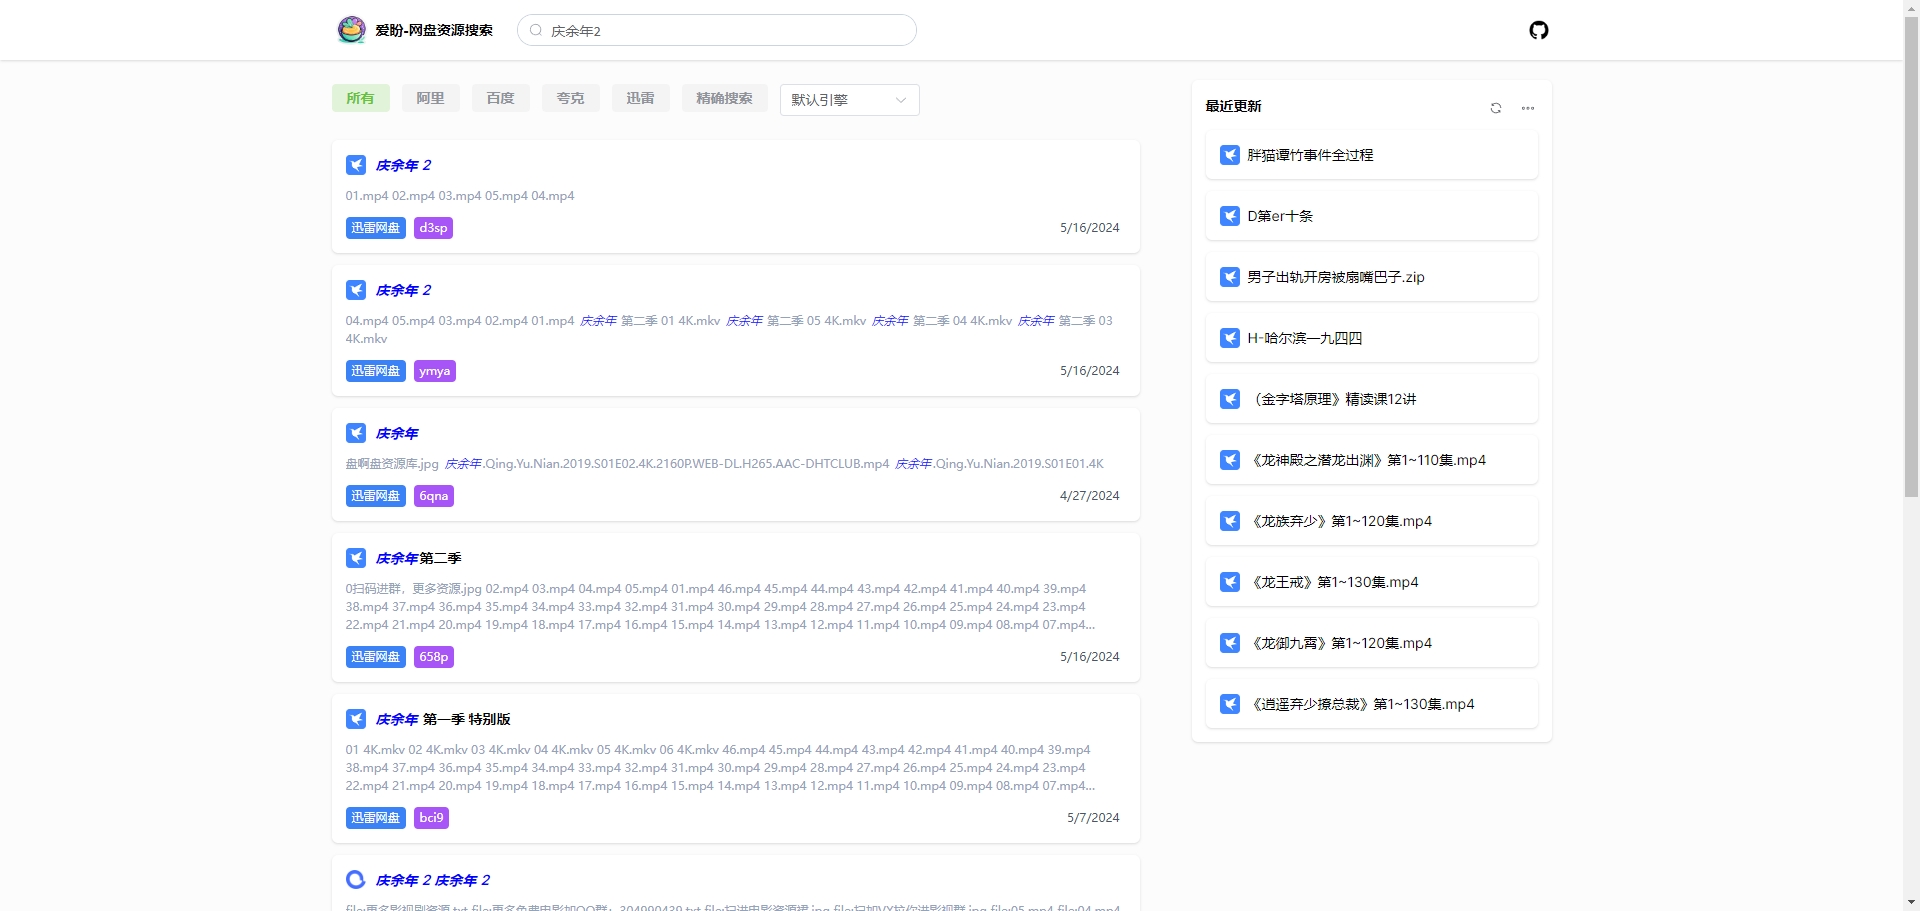 爱盼-网盘资源搜索
庆余年2
所有
阿里
百度
夸克
迅雷
精确搜索
默认引擎
庆余年 2
01.mp4 02.mp4 03.mp4 05.mp4 04.mp4
迅雷网盘 d3sp 5/16/2024
庆余年 2
04.mp4 05.mp4 03.mp4 02.mp4 01.mp4 庆余年 第二季 01 4K.mkv 庆余年 第二季 05 4K.mkv 庆余年 第二季 04 4K.mkv 庆余年 第二季 03
4K.mkv
迅雷网盘 ymya 5/16/2024
庆余年
盘啊盘资源库.jpg 庆余年.Qing.Yu.Nian.2019.S01E02.4K.2160P.WEB-DL.H265.AAC-DHTCLUB.mp4 庆余年.Qing.Yu.Nian.2019.S01E01.4K
迅雷网盘 6qna 4/27/2024
庆余年第二季
0扫码进群，更多资源.jpg 02.mp4 03.mp4 04.mp4 05.mp4 01.mp4 46.mp4 45.mp4 44.mp4 43.mp4 42.mp4 41.mp4 40.mp4 39.mp4
38.mp4 37.mp4 36.mp4 35.mp4 34.mp4 33.mp4 32.mp4 31.mp4 30.mp4 29.mp4 28.mp4 27.mp4 26.mp4 25.mp4 24.mp4 23.mp4
22.mp4 21.mp4 20.mp4 19.mp4 18.mp4 17.mp4 16.mp4 15.mp4 14.mp4 13.mp4 12.mp4 11.mp4 10.mp4 09.mp4 08.mp4 07.mp4...
迅雷网盘 658p 5/16/2024
庆余年 第一季 特别版
01 4K.mkv 02 4K.mkv 03 4K.mkv 04 4K.mkv 05 4K.mkv 06 4K.mkv 46.mp4 45.mp4 44.mp4 43.mp4 42.mp4 41.mp4 40.mp4 39.mp4
38.mp4 37.mp4 36.mp4 35.mp4 34.mp4 33.mp4 32.mp4 31.mp4 30.mp4 29.mp4 28.mp4 27.mp4 26.mp4 25.mp4 24.mp4 23.mp4
22.mp4 21.mp4 20.mp4 19.mp4 18.mp4 17.mp4 16.mp4 15.mp4 14.mp4 13.mp4 12.mp4 11.mp4 10.mp4 09.mp4 08.mp4 07.mp4...
迅雷网盘 bci9 5/7/2024
庆余年 2 庆余年 2
最近更新
胖猫谭竹事件全过程
D第er十条
男子出轨开房被扇嘴巴子.zip
H-哈尔滨一九四四
（金字塔原理》精读课12讲
《龙神殿之潜龙出渊》第1~110集.mp4
《龙族弃少》第1~120集.mp4
《龙王戒》第1~130集.mp4
《龙御九霄》第1~120集.mp4
《逍遥弃少撩总裁》第1~130集.mp4